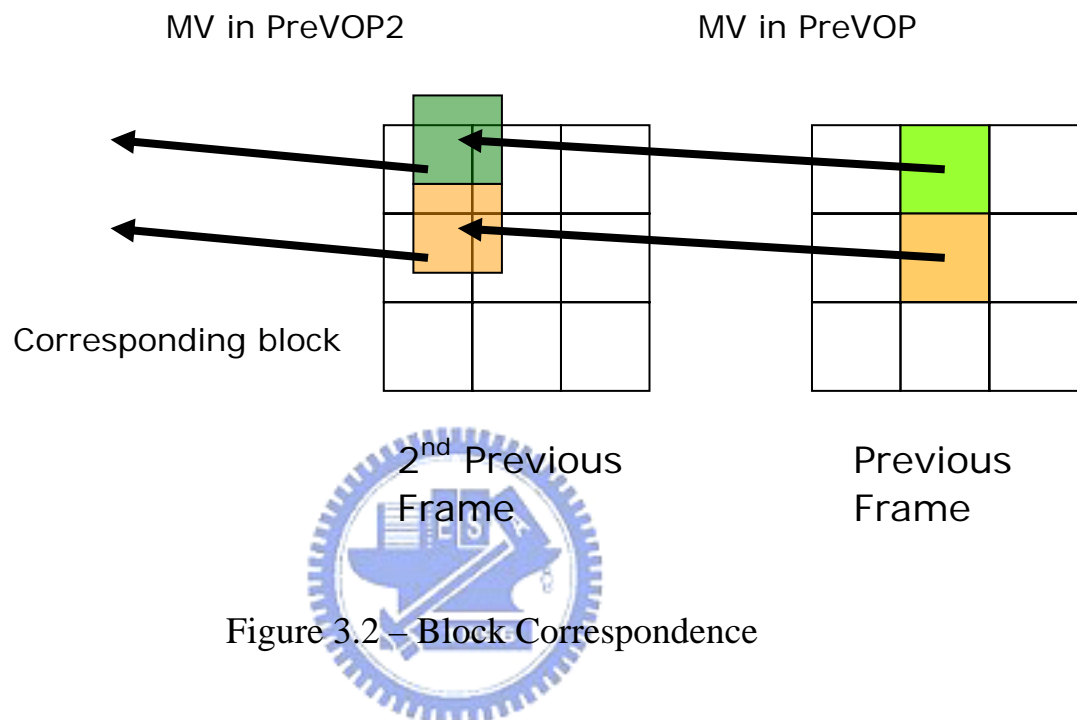 MV in PreVOP2
MV in PreVOP
Corresponding block
2nd Previous
Frame
Previous
Frame
Figure 3.2 – Block Correspondence